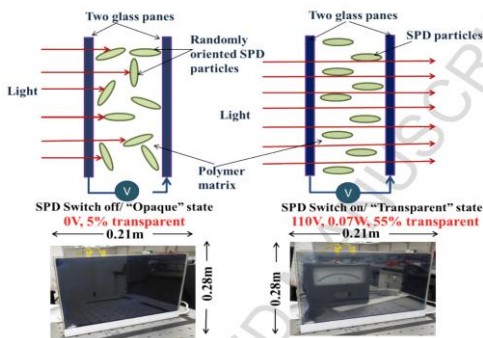 Two glass panes
Randomly
oriented SPD
particles
Light
Polymer
matrix
V
SPD Switch off/ “Opaque” state
0V, 5% transparent
0.21m
0.28m
Two glass panes
SPD particles
Light
V
SPD Switch on/ “Transparent” state
110V, 0.07W, 55% transparent
0.21m
0.28m